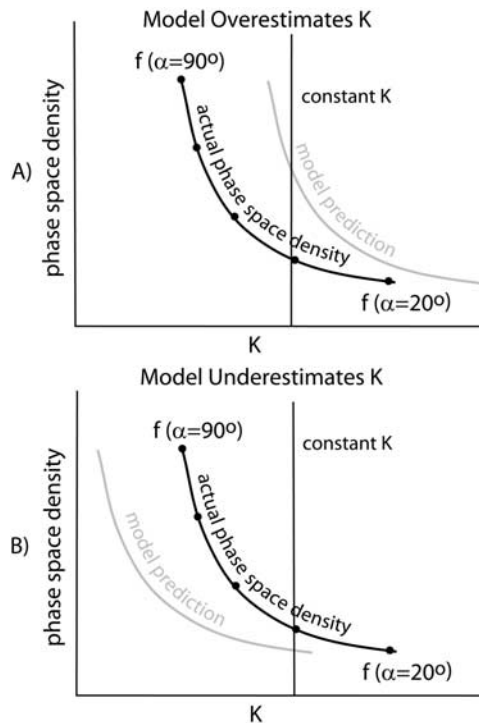 Model Overestimates K
f (α=90º)
constant K
A)
phase space density
actual phase space density
model prediction
f (α=20º)
K
Model Underestimates K
f (α=90º)
constant K
B)
phase space density
actual phase space density
model prediction
f (α=20º)
K